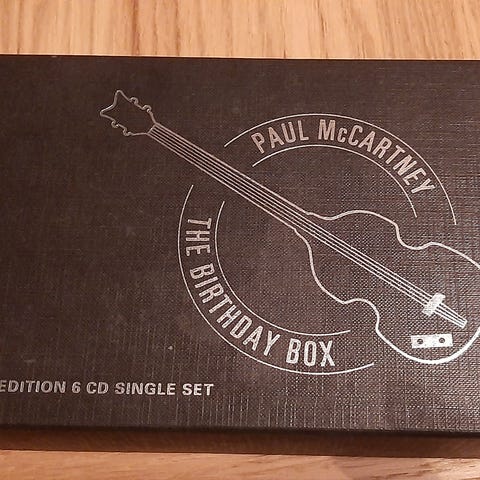 PAUL McCARTNEY
THE BIRTHDAY BOX
EDITION 6 CD SINGLE SET